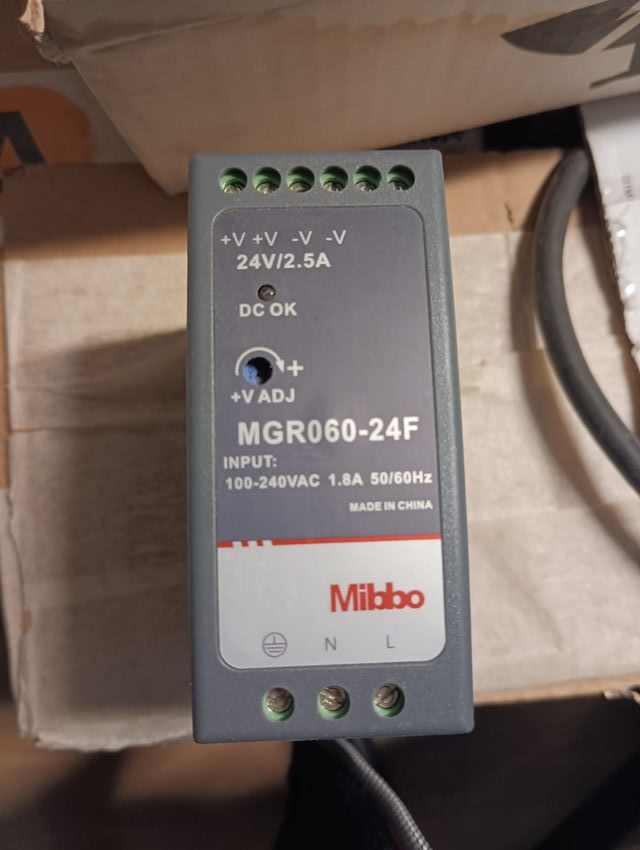 +V +V -V -V
24V/2.5A
DC OK
+
+V ADJ
MGR060-24F
INPUT:
100-240VAC 1.8A 50/60Hz
MADE IN CHINA
Mibbo
N L